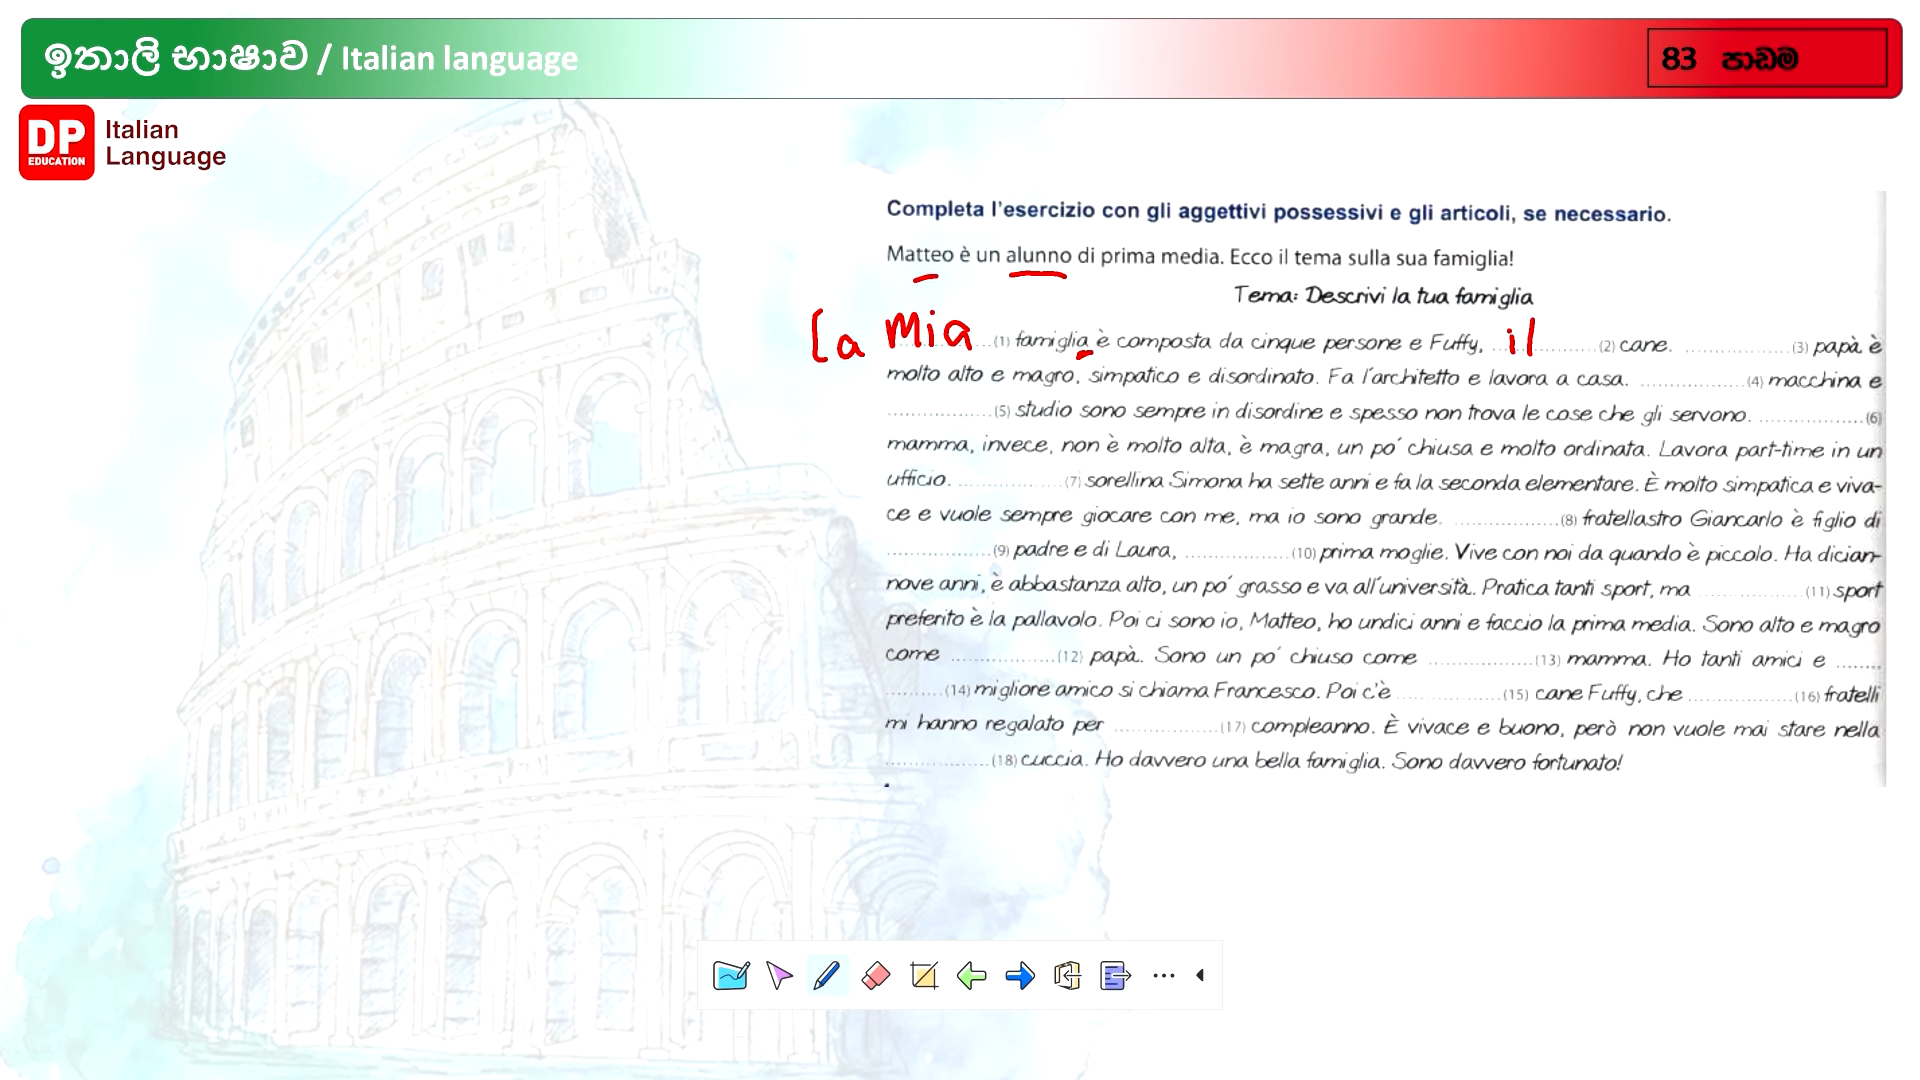 ඉතාලි භාෂාව / Italian language
83 පාඩම
DP EDUCATION
Italian
Language
Completa l'esercizio con gli aggettivi possessivi e gli articoli, se necessario.
Matteo è un alunno di prima media. Ecco il tema sulla sua famiglia!
Tema: Descrivi la tua famiglia
La mia ...(1) famiglia è composta da cinque persone e Fuffy, .. il ..........(2) cane. ..................(3) papà è
molto alto e magro, simpatico e disordinato. Fa l'architetto e lavora a casa. ..................(4) macchina e
..................(5) studio sono sempre in disordine e spesso non trova le cose che gli servono. ..................(6)
mamma, invece, non è molto alta, è magra, un po' chiusa e molto ordinata. Lavora part-time in un
ufficio. ..................(7) sorellina Simona ha sette anni e fa la seconda elementare. È molto simpatica e viva-
ce e vuole sempre giocare con me, ma io sono grande. ..................(8) fratellastro Giancarlo è figlio di
..................(9) padre e di Laura, ..................(10) prima moglie. Vive con noi da quando è piccolo. Ha dician-
nove anni, è abbastanza alto, un po' grasso e va all'università. Pratica tanti sport, ma ..................(11) sport
preferito è la pallavolo. Poi ci sono io, Matteo, ho undici anni e faccio la prima media. Sono alto e magro
come ..................(12) papà. Sono un po' chiuso come ..................(13) mamma. Ho tanti amici e ........
..........(14) migliore amico si chiama Francesco. Poi c'è ..................(15) cane Fuffy, che ..................(16) fratelli
mi hanno regalato per ..................(17) compleanno. È vivace e buono, però non vuole mai stare nella
..................(18) cuccia. Ho davvero una bella famiglia. Sono davvero fortunato!